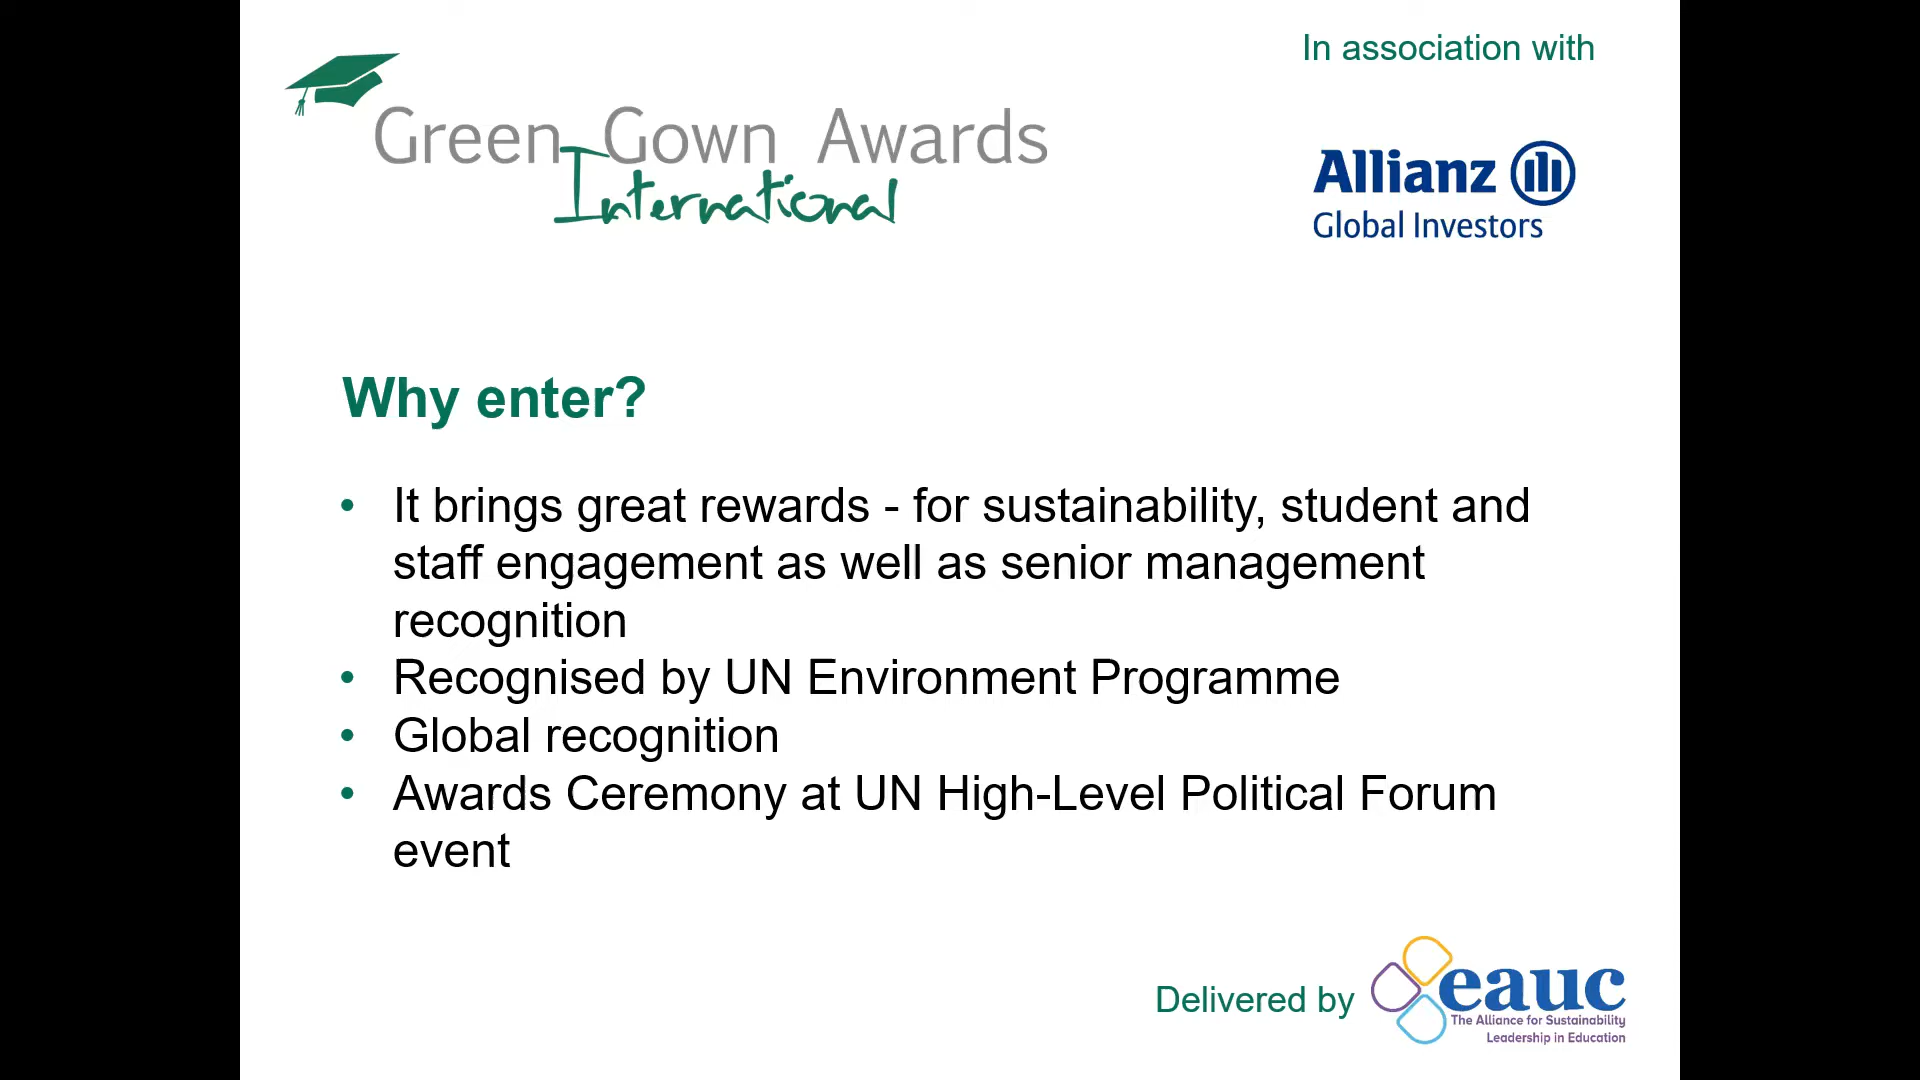 In association with
Green Gown Awards
International
Allianz
Global Investors
Why enter?
• It brings great rewards - for sustainability, student and
staff engagement as well as senior management
recognition
• Recognised by UN Environment Programme
• Global recognition
• Awards Ceremony at UN High-Level Political Forum
event
Delivered by
eauc
The Alliance for Sustainability
Leadership in Education